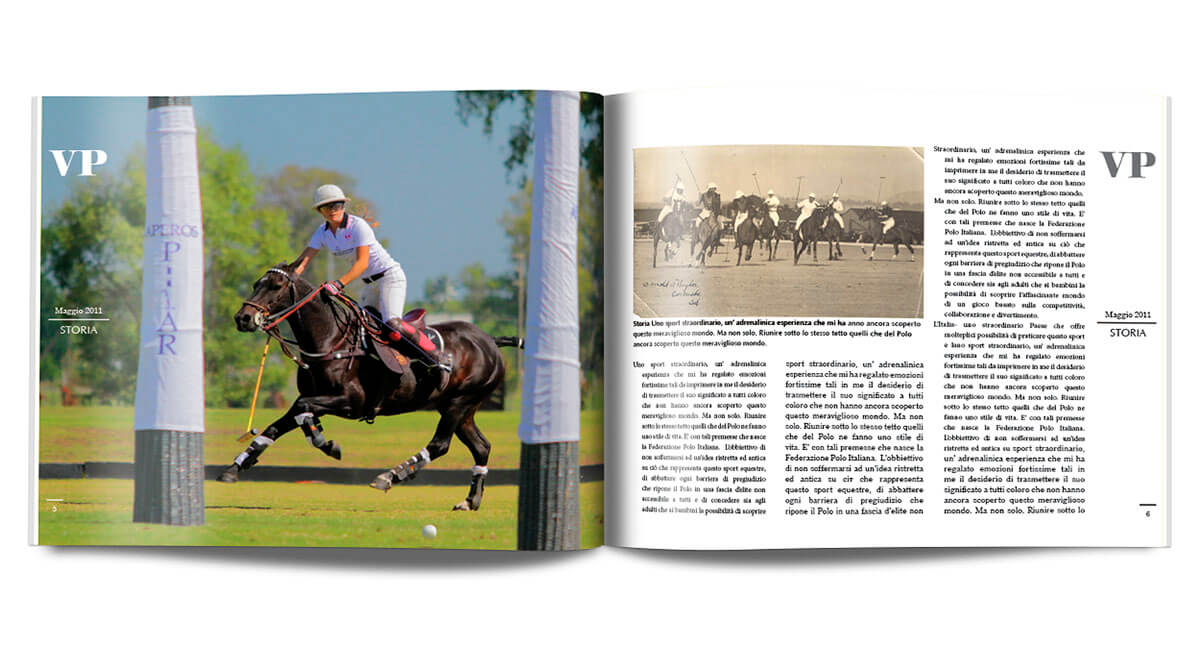 VP
APEROS
PILAR
Maggio 2011
STORIA
5
Storia Uno sport straordinario, un' adrenalinica esperienza che mi ha anno ancora scoperto
questo meraviglioso mondo. Ma non solo. Riunire sotto lo stesso tetto quelli che del Polo
ancora scoperto questo meraviglioso mondo.
Uno sport straordinario, un' adrenalinica
esperienza che mi ha regalato emozioni
fortissime tali da imprimere in me il desiderio
di trasmettere il suo significato a tutti coloro
che non hanno ancora scoperto questo
meraviglioso mondo. Ma non solo. Riunire
sotto lo stesso tetto quelli che del Polo ne fanno
uno stile di vita. E' con tali premesse che nasce
la Federazione Polo Italiana. L'obbiettivo di
non soffermarsi ad un'idea ristretta ed antica
su ciò che rappresenta questo sport equestre,
di abbattere ogni barriera di pregiudizio
che ripone il Polo in una fascia d'elite non
accessibile a tutti e di concedere sia agli
adulti che si bambini la possibilità di scoprire
sport straordinario, un' adrenalinica
esperienza che mi ha regalato emozioni
fortissime tali in me il desiderio di
trasmettere il suo significato a tutti
coloro che non hanno ancora scoperto
questo meraviglioso mondo. Ma non
solo. Riunire sotto lo stesso tetto quelli
che del Polo ne fanno uno stile di
vita. E' con tali premesse che nasce la
Federazione Polo Italiana. L'obbiettivo
di non soffermarsi ad un'idea ristretta
ed antica su cir che rappresenta
questo sport equestre, di abattere
ogni barriera di pregiudizio che
ripone il Polo in una fascia d'elite non
Straordinario, un' adrenalinica esperienza che
mi ha regalato emozioni fortissime tali da
imprimere in me il desiderio di trasmettere il
suo significato a tutti coloro che non hanno
ancora scoperto questo meraviglioso mondo.
Ma non solo. Riunire sotto lo stesso tetto quelli
che del Polo ne fanno uno stile di vita. E'
con tali premesse che nasce la Federazione
Polo Italiana. L'obbiettivo di non soffermarsi
ad un'idea ristretta ed antica su ciò che
rappresenta questo sport equestre, di abbattere
ogni barriera di pregiudizio che ripone il Polo
in una fascia d'elite non accessibile a tutti e
di concedere sia agli adulti che si bambini la
possibilità di scoprire l'affascinante mondo
di un gioco basato sulla competitività,
collaborazione e divertimento.
L'Italia- uno straordinario Paese che offre
molteplici possibilità di praticare questo sport
e lano sport straordinario, un' adrenalinica
esperienza che mi ha regalato emozioni
fortissime tali da imprimere in me il desiderio
di trasmettere il suo significato a tutti coloro
che non hanno ancora scoperto questo
meraviglioso mondo. Ma non solo. Riunire
sotto lo stesso tetto quelli che del Polo ne
fanno uno stile di vita. E' con tali premesse
che nasce la Federazione Polo Italiana.
L'obbiettivo di non soffermarsi ad un'idea
ristretta ed antica su sport straordinario,
un' adrenalinica esperienza che mi ha
regalato emozioni fortissime tali in
me il desiderio di trasmettere il suo
significato a tutti coloro che non hanno
ancora scoperto questo meraviglioso
mondo. Ma non solo. Riunire sotto lo
VP
Maggio 2011
STORIA
6